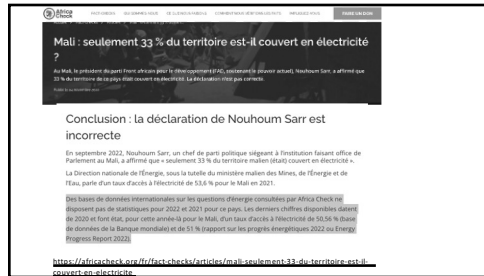 Africa Check
FAIRE UN DON
Mali : seulement 33 % du territoire est-il couvert en électricité
?
Au Mali, le président du parti Front africain pour le développement (FAD, soutenant le pouvoir actuel), Nouhoum Sarr, a affirmé que
33 % du territoire de ce pays était couvert en électricité. La déclaration n'est pas correcte.
Conclusion : la déclaration de Nouhoum Sarr est
incorrecte
En septembre 2022, Nouhoum Sarr, un chef de parti politique siégeant à l'institution faisant office de
Parlement au Mali, a affirmé que « seulement 33 % du territoire malien (était) couvert en électricité ».
La Direction nationale de l'Énergie, sous la tutelle du ministère malien des Mines, de l'Énergie et de
l'Eau, parle d'un taux d'accès à l'électricité de 53,6 % pour le Mali en 2021.
Des bases de données internationales sur les questions d'énergie consultées par Africa Check ne
disposent pas de statistiques pour 2022 et 2021 pour ce pays. Les derniers chiffres disponibles datent
de 2020 et font état, pour cette année-là pour le Mali, d'un taux d'accès à l'électricité de 50,56 % (base
de données de la Banque mondiale) et de 51 % (rapport sur les progrès énergétiques 2022 ou Energy
Progress Report 2022).
https://africacheck.org/fr/fact-checks/articles/mali-seulement-33-du-territoire-est-il-
couvert-en-electricite